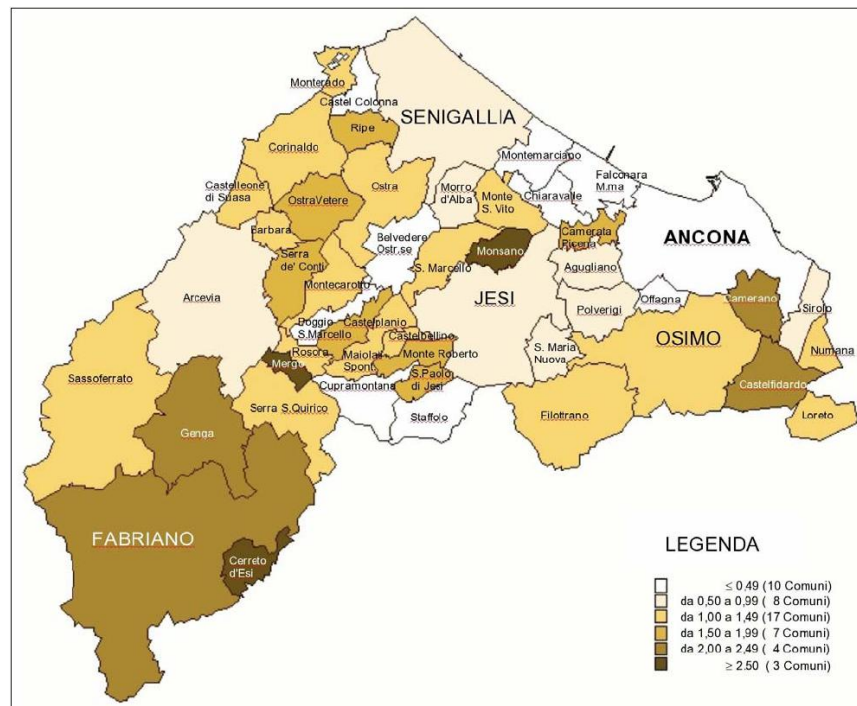 Monterado
Castel Colonna
SENIGALLIA
Ripe
Corinaldo
Montemarciano
Falconara
M.ma
Castelleone
di Suasa
Ostra
Morro
d'Alba
Monte
S. Vito
Chiaravalle
OstraVetere
Barbara
Belvedere
Ostr.se
Camerata
Picena
ANCONA
Serra
de' Conti
Monsano
S. Marcello
Agugliano
Montecarotto
Arcevia
JESI
Polverigi
Offagna
Camerano
Sirolo
Poggio
S.Marcello
Castelplanio
Castelbellino
OSIMO
Rosora
Maiolati
Spont.
Monte Roberto
S. Maria
Nuova
Numana
Mergo
Sassoferrato
S.Paolo
di Jesi
Cupramontana
Castelfidardo
Serra S.Quirico
Staffolo
Filottrano
Loreto
Genga
FABRIANO
Cerreto
d'Esi
LEGENDA
≤ 0,49 (10 Comuni)
da 0,50 a 0,99 ( 8 Comuni)
da 1,00 a 1,49 (17 Comuni)
da 1,50 a 1,99 ( 7 Comuni)
da 2,00 a 2,49 ( 4 Comuni)
≥ 2.50 ( 3 Comuni)